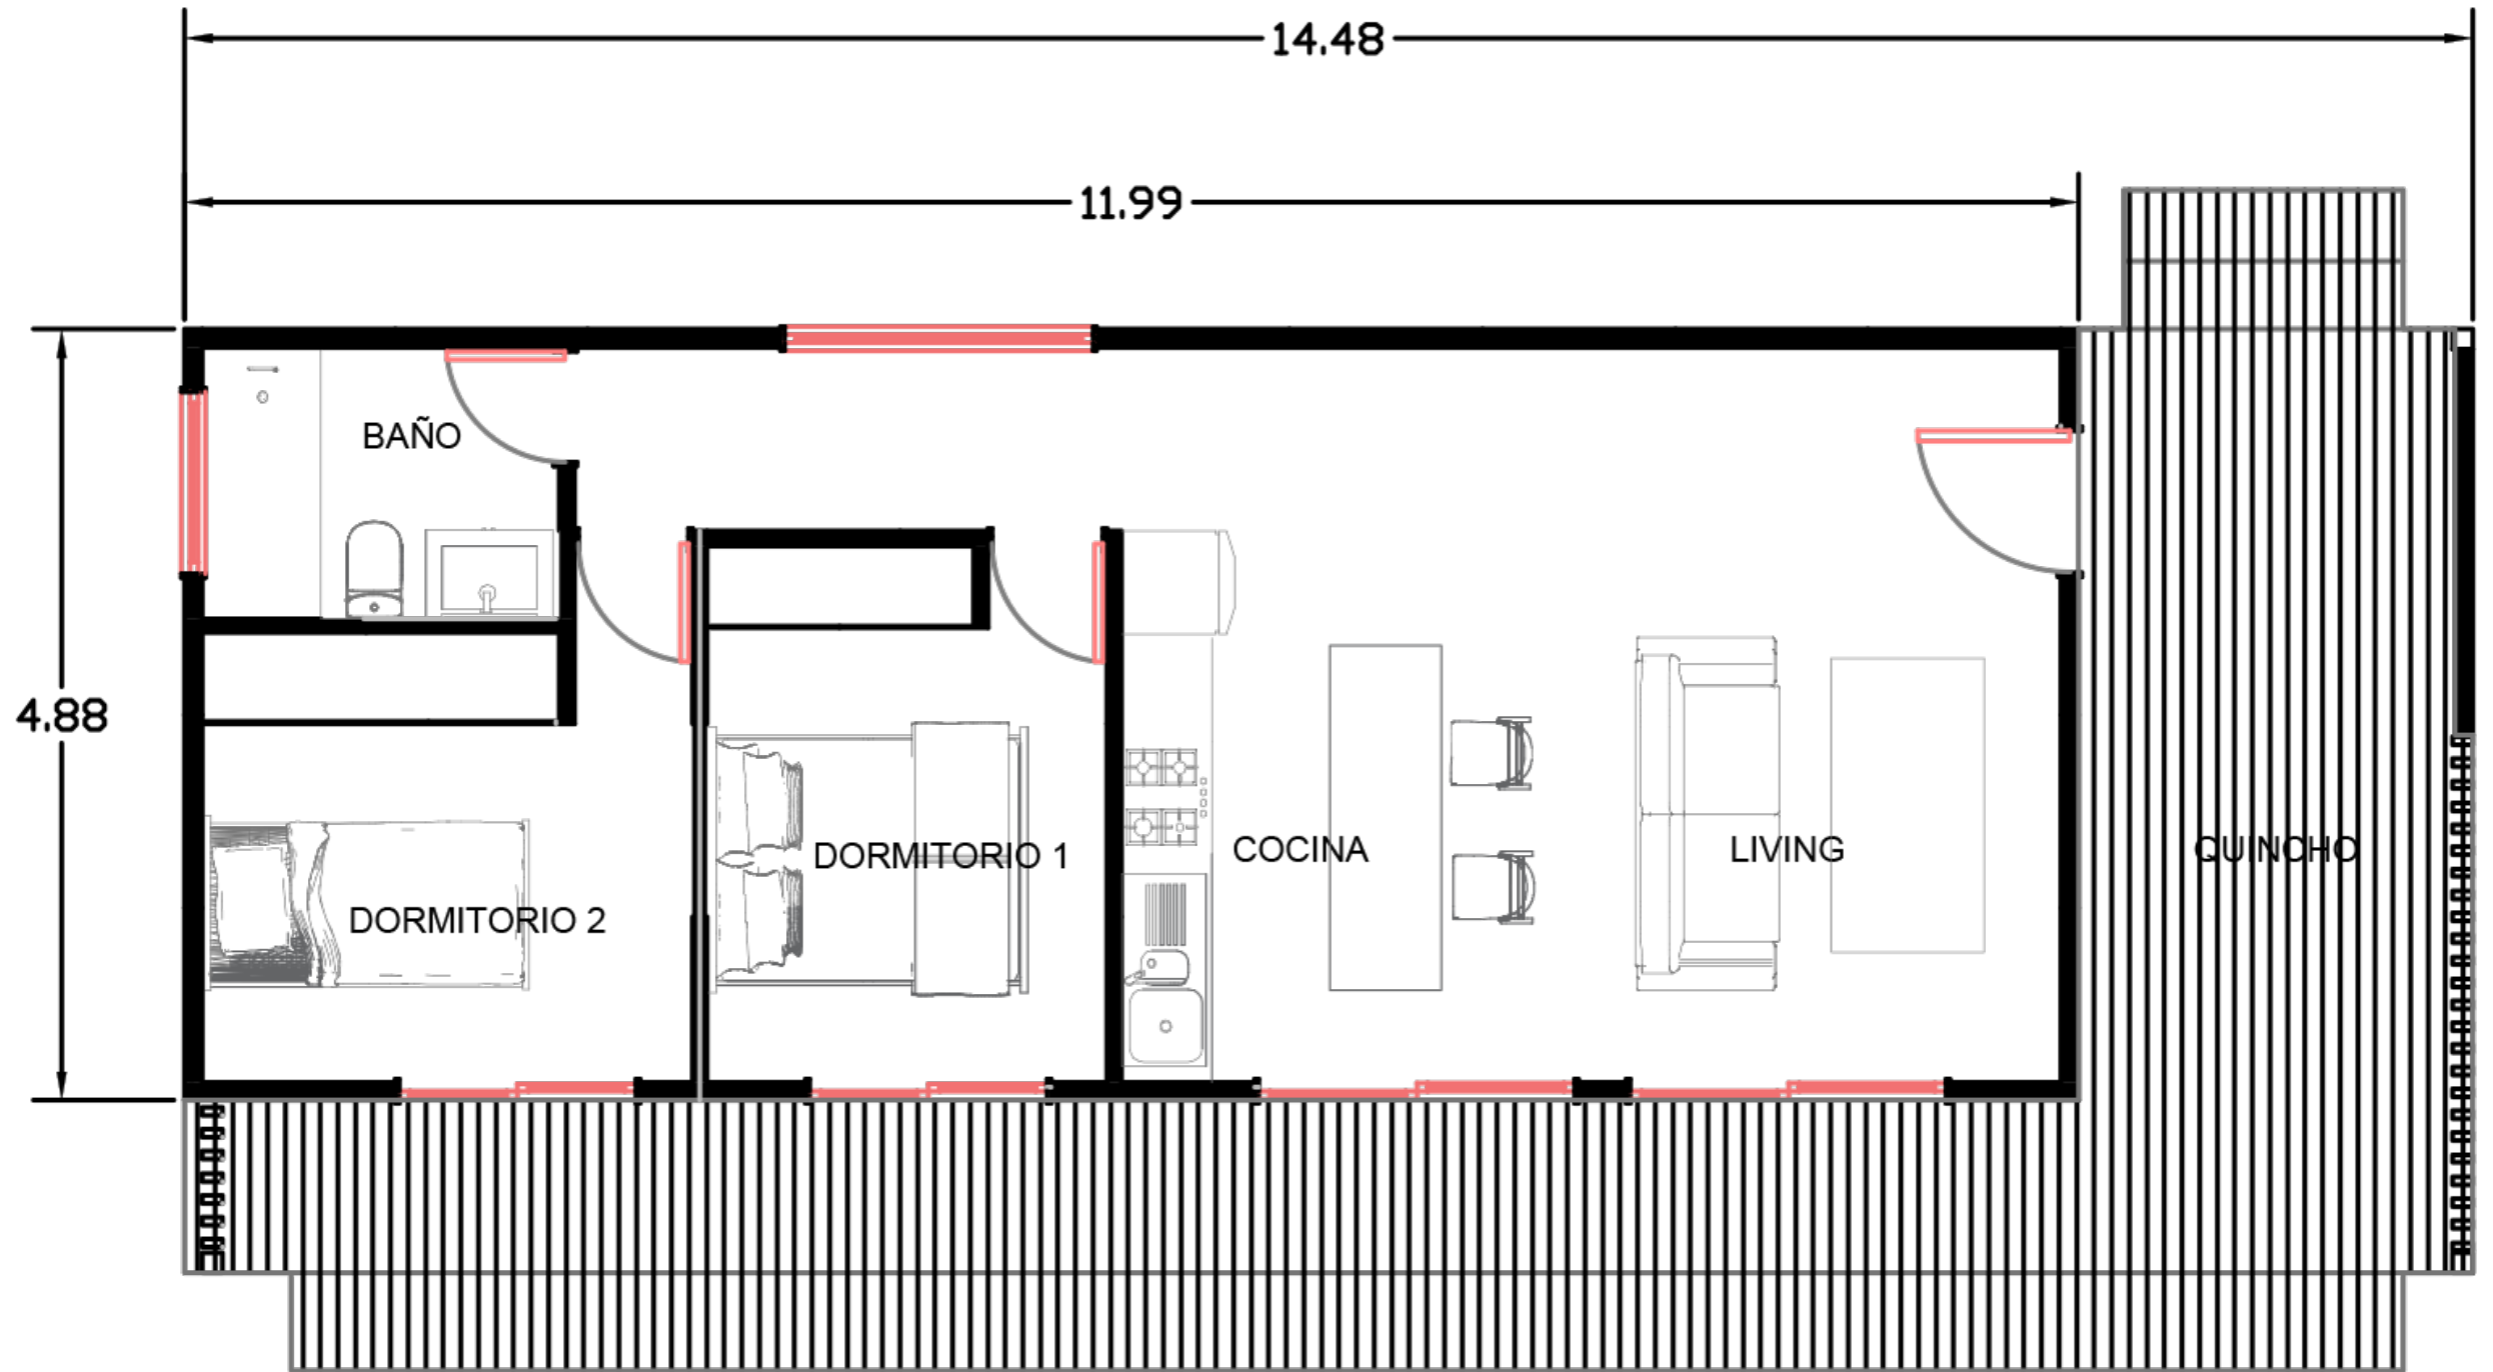 14.48
11.99
BAÑO
4.88
COCINA
LIVING
QUINCHO
DORMITORIO 1
DORMITORIO 2